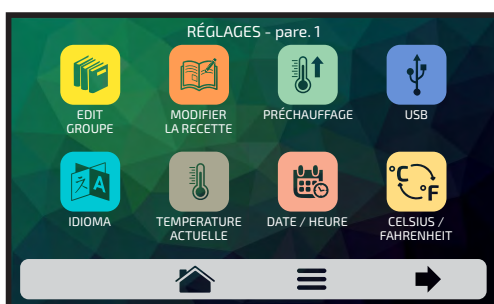 RÉGLAGES - pare. 1
EDIT
GROUPE
MODIFIER
LA RECETTE
PRÉCHAUFFAGE
USB
IDIOMA
TEMPERATURE
ACTUELLE
DATE / HEURE
CELSIUS /
FAHRENHEIT
A
°C
°F